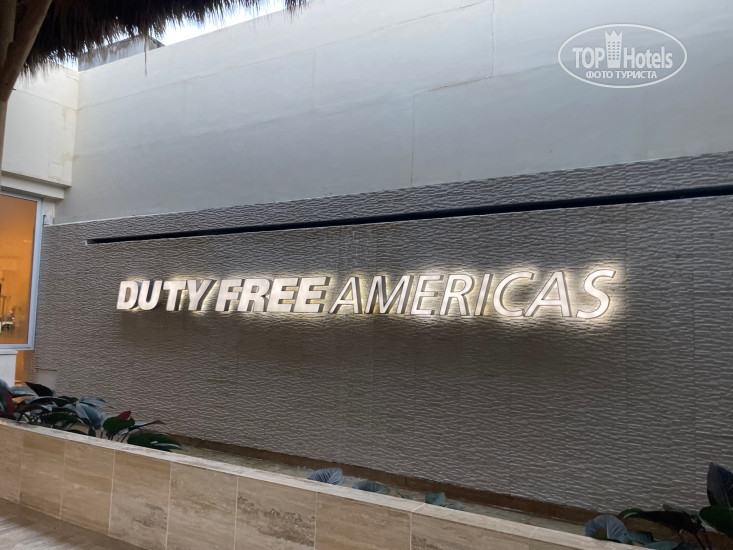 TOP Hotels
ФОТО ТУРИСТА
DUTY FREE AMERICAS